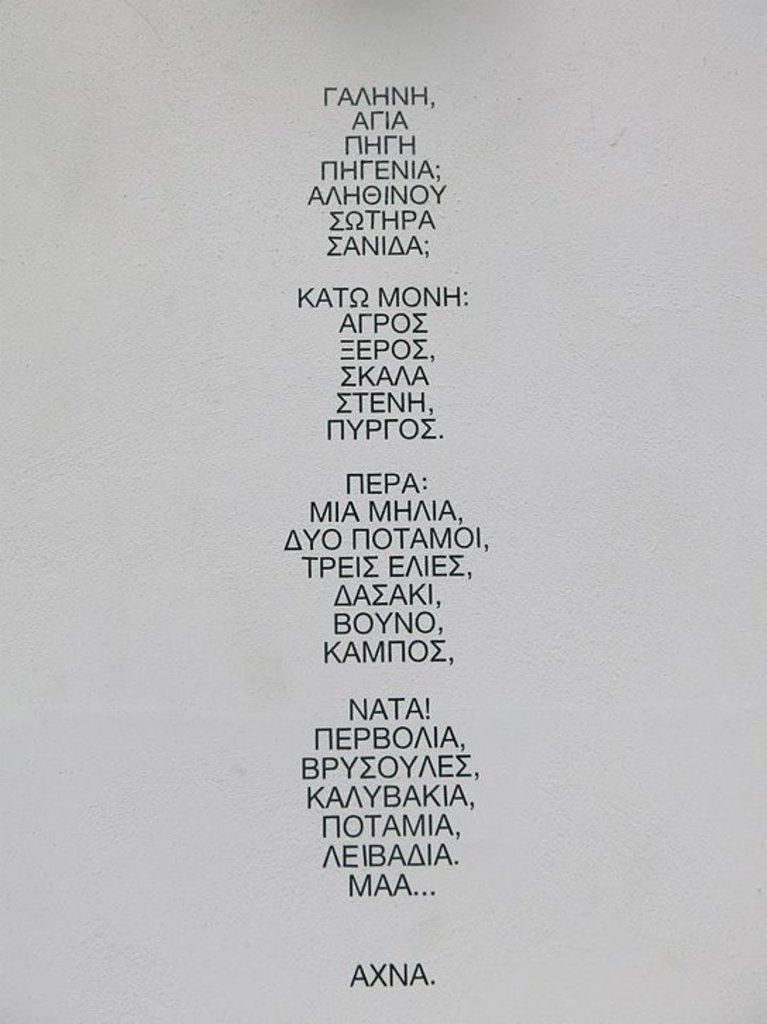 ΓΑΛΗΝΗ,
ΑΓΙΑ
ΠΗΓΗ
ΠΗΓΕΝΙΑ;
ΑΛΗΘΙΝΟΥ
ΣΩΤΗΡΑ
ΣΑΝΙΔΑ;
ΚΑΤΩ ΜΟΝΗ:
ΑΓΡΟΣ
ΞΕΡΟΣ,
ΣΚΑΛΑ
ΣΤΕΝΗ,
ΠΥΡΓΟΣ.
ΠΕΡΑ:
ΜΙΑ ΜΗΛΙΑ,
ΔΥΟ ΠΟΤΑΜΟΙ,
ΤΡΕΙΣ ΕΛΙΕΣ,
ΔΑΣΑΚΙ,
ΒΟΥΝΟ,
ΚΑΜΠΟΣ,
ΝΑΤΑ!
ΠΕΡΒΟΛΙΑ,
ΒΡΥΣΟΥΛΕΣ,
ΚΑΛΥΒΑΚΙΑ,
ΠΟΤΑΜΙΑ,
ΛΕΙΒΑΔΙΑ.
ΜΑΑ...
ΑΧΝΑ.